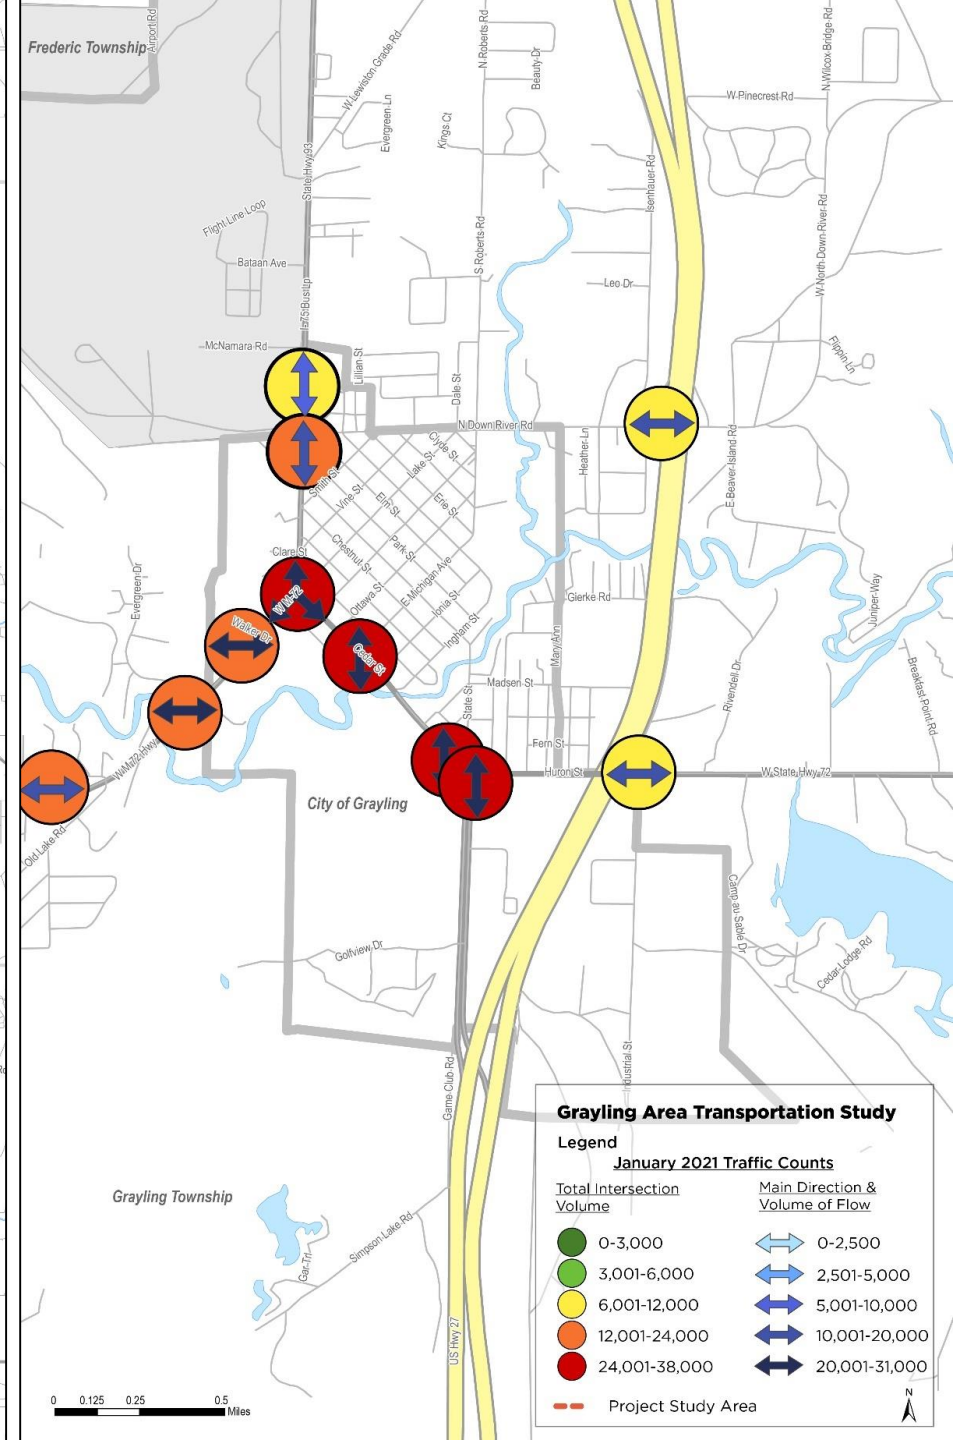 Frederic Township
Airport Rd
W Lewiston Grade Rd
Evergreen Ln
Kings Ct
N Roberts Rd
Beauty Dr
N Wilcox Bridge Rd
W Pinecrest Rd
State Hwy 93
Isenhauer Rd
Flight Line Loop
S Roberts Rd
W North Down River Rd
Bataan Ave
Leo Dr
I-75 Bus Lp
McNamara Rd
Lillian St
Flippin Ln
Dale St
N Down River Rd
Clyde St
Heather Ln
E Beaver Island Rd
Lake St
Smith St
Vine St
Elm St
Erie St
Clare St
Chestnut St
Park St
E Michigan Ave
Evergreen Dr
W M-72
Ottawa St
Ionia St
Glerke Rd
Juniper Way
Walker Dr
Ingham St
Cedar St
Mary Ann
Madsen St
Rivendell Dr
Breakfast Point Rd
State St
W M 72 Hwy
Fern St
Huron St
W State Hwy 72
City of Grayling
Old Lake Rd
Golfview Dr
Camp au Sable Dr
Cedar Lodge Rd
Game Club Rd
Industrial St
Grayling Township
Simpson Lake Rd
Gar Trl
US Hwy 27
Grayling Area Transportation Study
Legend
January 2021 Traffic Counts
Total Intersection
Volume
0-3,000
3,001-6,000
6,001-12,000
12,001-24,000
24,001-38,000
Main Direction &
Volume of Flow
0-2,500
2,501-5,000
5,001-10,000
10,001-20,000
20,001-31,000
Project Study Area
N
0 0.125 0.25 0.5
Miles